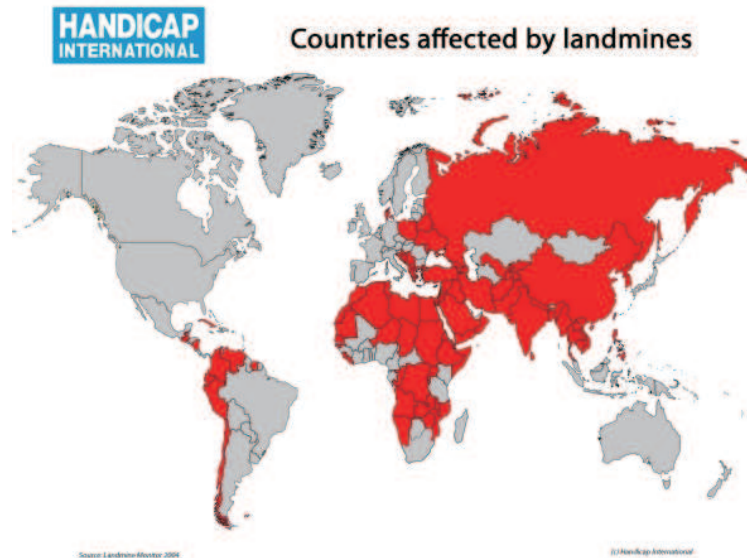 HANDICAP
INTERNATIONAL
Countries affected by landmines
Source: Landmine Monitor 2004
(c) Handicap International